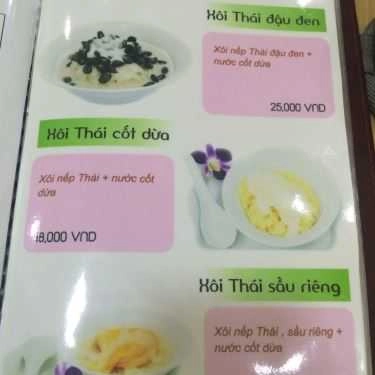 Xôi Thái đậu đen
Xôi nếp Thái đậu đen +
nước cốt dừa
25,000 VND
Xôi Thái cốt dừa
Xôi nếp Thái + nước cốt
dừa
18,000 VND
Xôi Thái sầu riêng
Xôi nếp Thái , sầu riêng +
nước cốt dừa